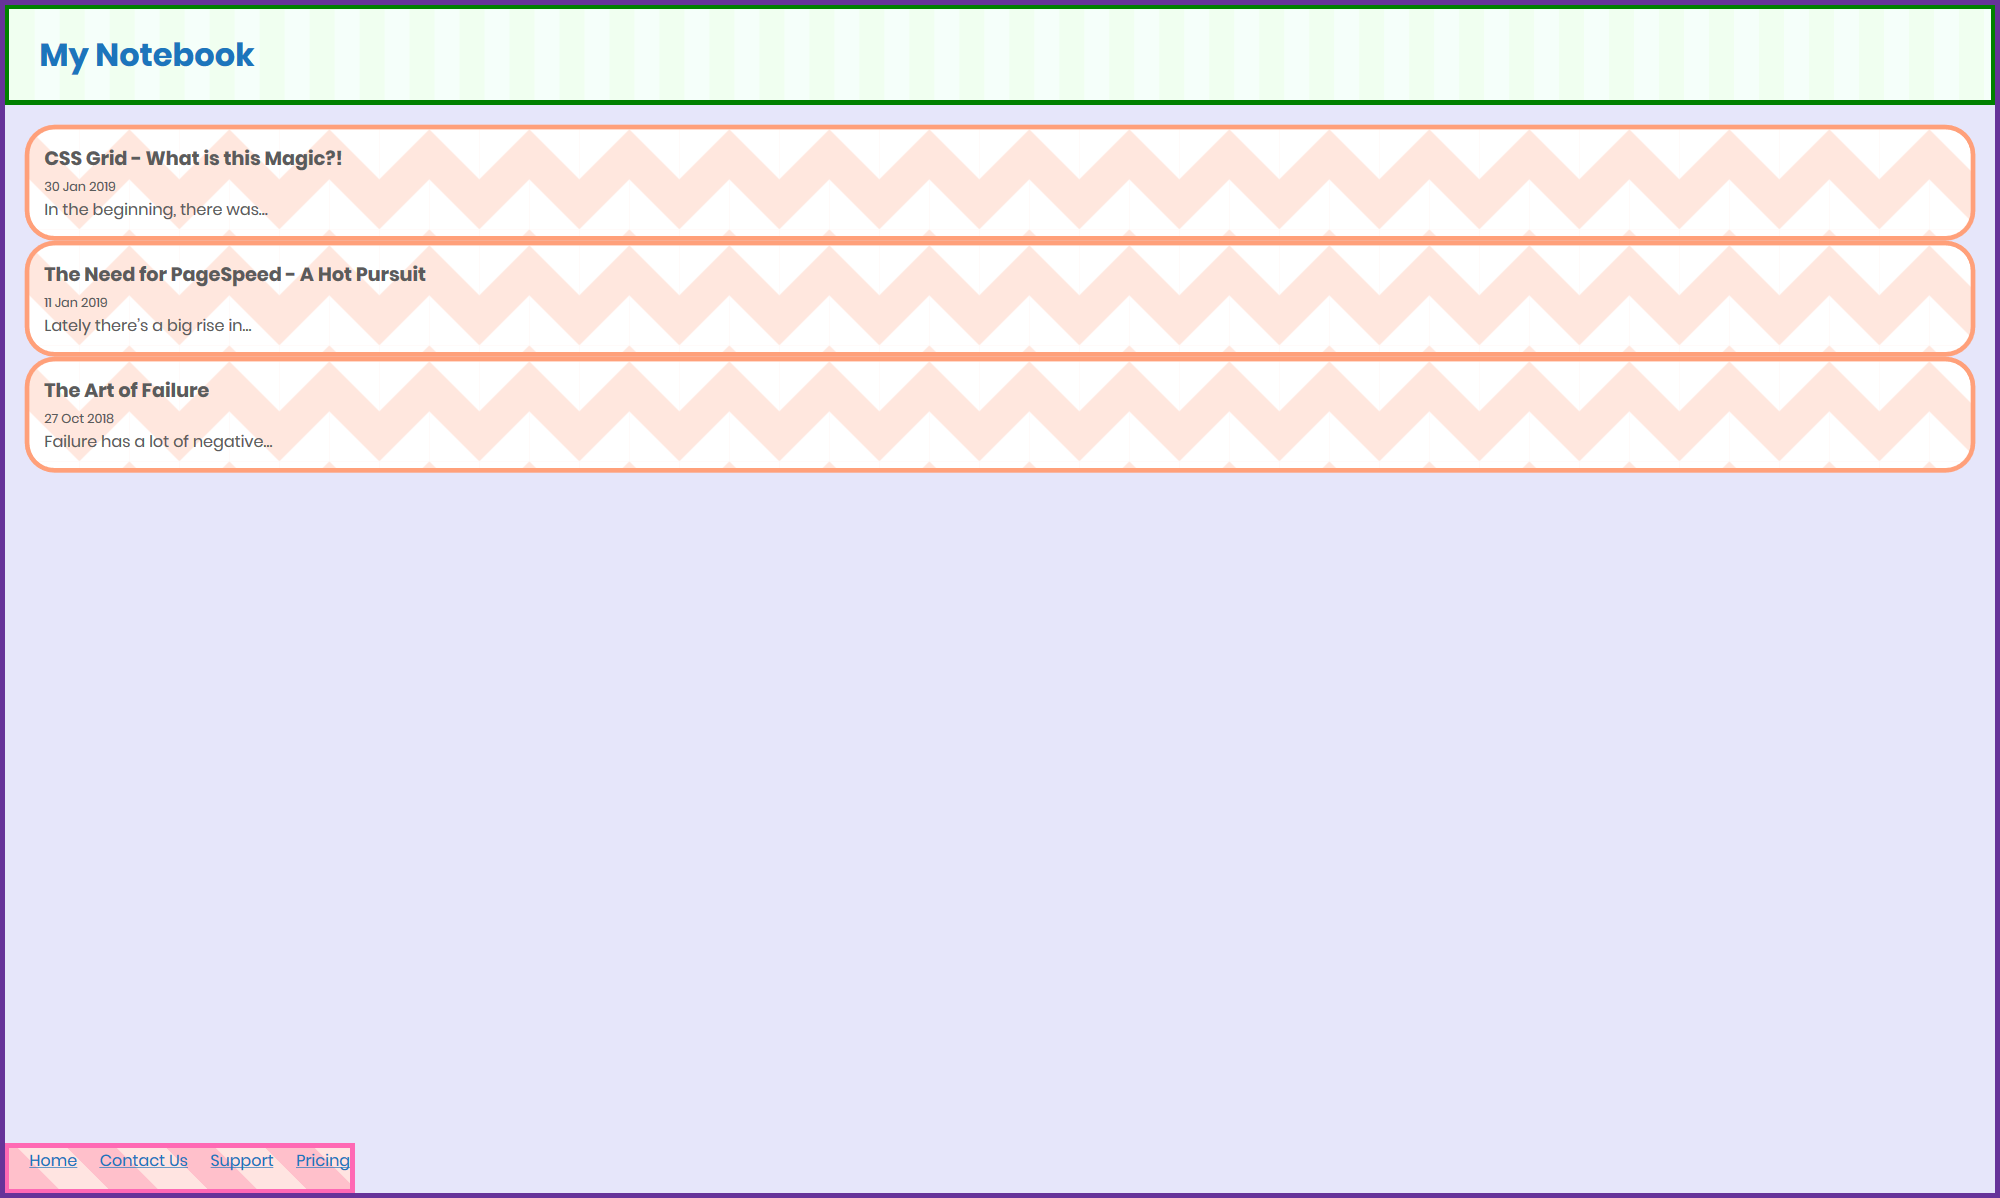 My Notebook
CSS Grid - What is this Magic?!
30 Jan 2019
In the beginning, there was...
The Need for PageSpeed - A Hot Pursuit
11 Jan 2019
Lately there's a big rise in...
The Art of Failure
27 Oct 2018
Failure has a lot of negative...
Home Contact Us Support Pricing